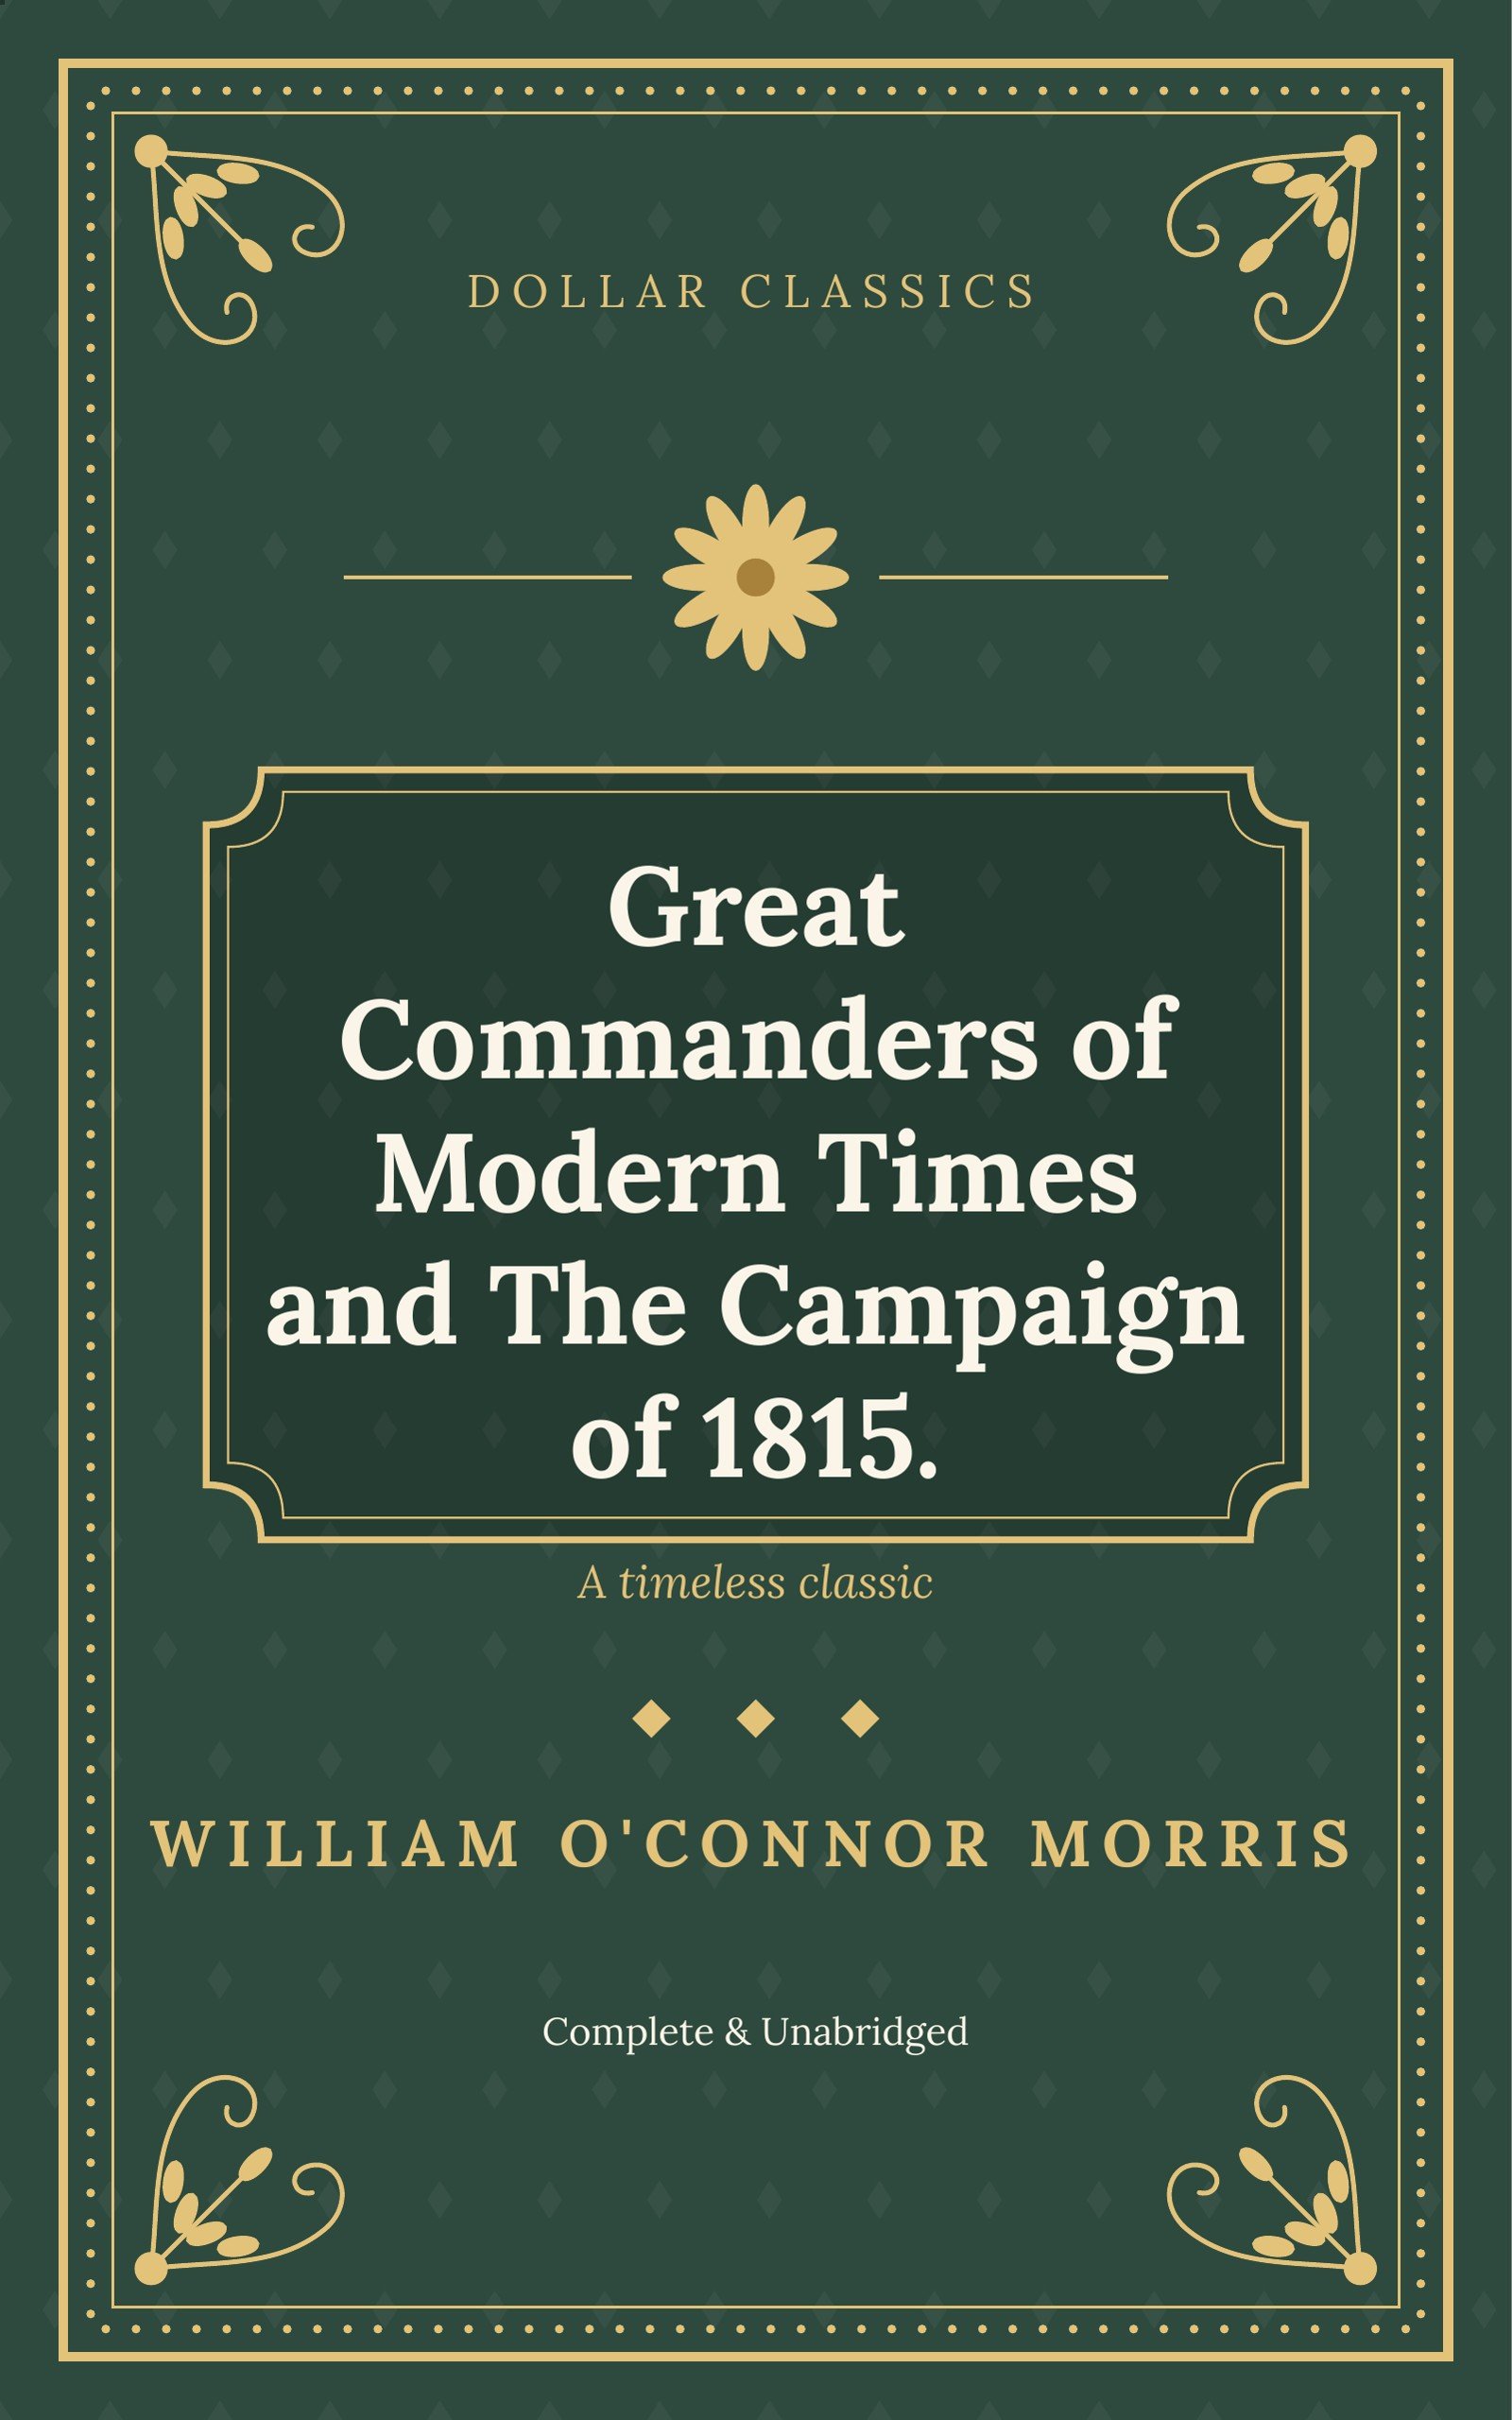 DOLLAR CLASSICS
Great
Commanders of
Modern Times
and The Campaign
of 1815.
A timeless classic
WILLIAM O'CONNOR MORRIS
Complete & Unabridged